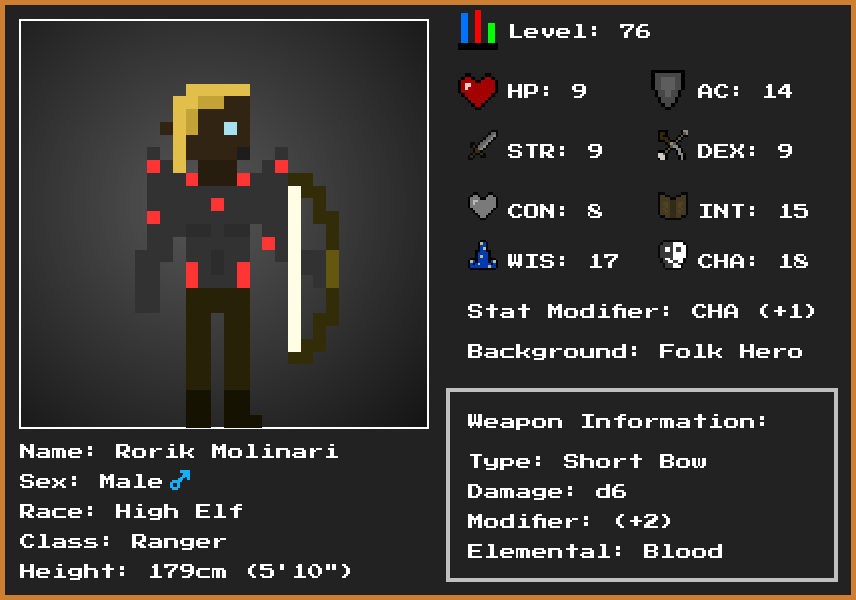 Level: 76
HP: 9
AC: 14
STR: 9
DEX: 9
CON: 8
INT: 15
WIS: 17
CHA: 18
Stat Modifier: CHA (+1)
Background: Folk Hero
Weapon Information:
Type: Short Bow
Damage: d6
Modifier: (+2)
Elemental: Blood
Name: Rorik Molinari
Sex: Male♂
Race: High Elf
Class: Ranger
Height: 179cm (5'10")